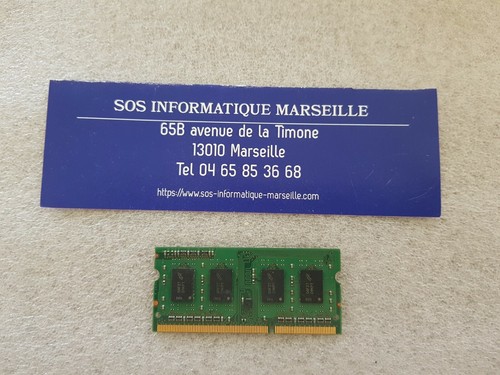 SOS INFORMATIQUE MARSEILLE
65B avenue de la Timone
13010 Marseille
Tel 04 65 85 36 68
https://www.sos-informatique-marseille.com